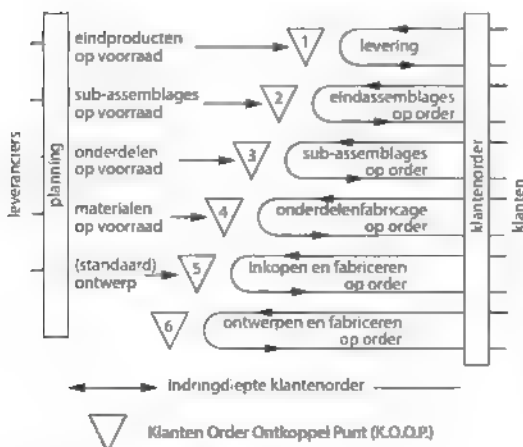 eindproducten
op voorraad
1
levering
sub-assemblages
op voorraad
2
eindassemblages
op order
onderdelen
op voorraad
3
sub-assemblages
op order
materialen
op voorraad
4
onderdelenfabricage
op order
(standaard)
ontwerp
5
inkopen en fabriceren
op order
6
ontwerpen en fabriceren
op order
leveranciers
planning
klantenorder
klanten
indringdiepte klantenorder
Klanten Order Ontkoppel Punt (K.O.O.P.)